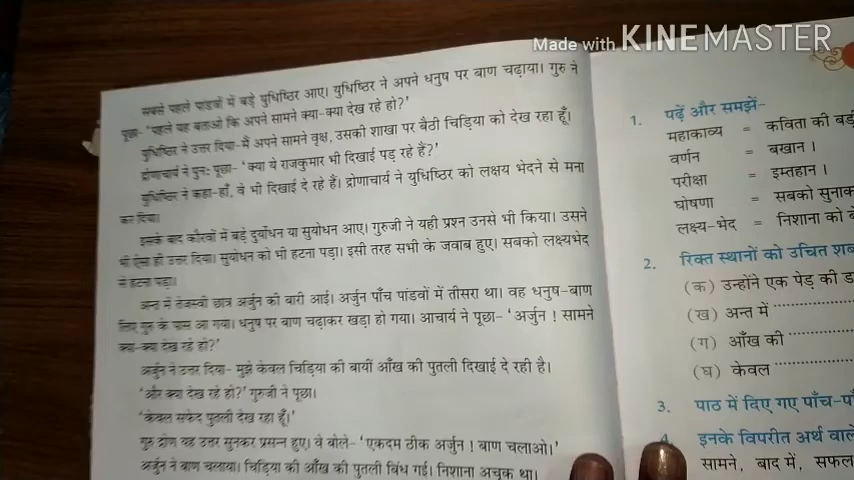 Made with KINEMASTER
सबसे पहले पांडवों में बड़े युधिष्ठिर आए। युधिष्ठिर ने अपने धनुष पर बाण चढ़ाया। गुरु ने
पूछा- 'पहले यह बताओ कि अपने सामने क्या-क्या देख रहे हो?'
युधिष्ठिर ने उत्तर दिया-मैं अपने सामने वृक्ष, उसकी शाखा पर बैठी चिड़िया को देख रहा हूँ।
द्रोणाचार्य ने पुनः पूछा- 'क्या ये राजकुमार भी दिखाई पड़ रहे हैं?'
युधिष्ठिर ने कहा-हाँ, वे भी दिखाई दे रहे हैं। द्रोणाचार्य ने युधिष्ठिर को लक्षय भेदने से मना
कर दिया।
इसके बाद कौरवों में बड़े दुर्योधन या सुयोधन आए। गुरुजी ने यही प्रश्न उनसे भी किया। उसने
भी ऐसा ही उत्तर दिया। सुयोधन को भी हटना पड़ा। इसी तरह सभी के जवाब हुए। सबको लक्ष्यभेद
से हटना पड़ा।
अन्त में तेजस्वी छात्र अर्जुन की बारी आई। अर्जुन पाँच पांडवों में तीसरा था। वह धनुष-बाण
लिए गुरु के पास आ गया। धनुष पर बाण चढ़ाकर खड़ा हो गया। आचार्य ने पूछा- 'अर्जुन ! सामने
क्या-क्या देख रहे हो?'
अर्जुन ने उत्तर दिया- मुझे केवल चिड़िया की बायीं आँख की पुतली दिखाई दे रही है।
'और क्या देख रहे हो?' गुरुजी ने पूछा।
'केवल सफेद पुतली देख रहा हूँ।'
गुरु द्रोण यह उत्तर सुनकर प्रसन्न हुए। वे बोले- 'एकदम ठीक अर्जुन ! बाण चलाओ।'
अर्जुन ने बाण चलाया। चिड़िया की आँख की पुतली बिंध गई। निशाना अचूक था।
1. पढ़ें और समझें-
महाकाव्य = कविता की बड़ी
वर्णन = बखान।
परीक्षा = इम्तहान।
घोषणा = सबको सुनाक
लक्ष्य-भेद = निशाना को बे
2. रिक्त स्थानों को उचित शब
(क) उन्होंने एक पेड़ की ड
(ख) अन्त में
(ग) आँख की
(घ) केवल
3. पाठ में दिए गए पाँच-पाँ
4. इनके विपरीत अर्थ वाले
सामने, बाद में, सफल